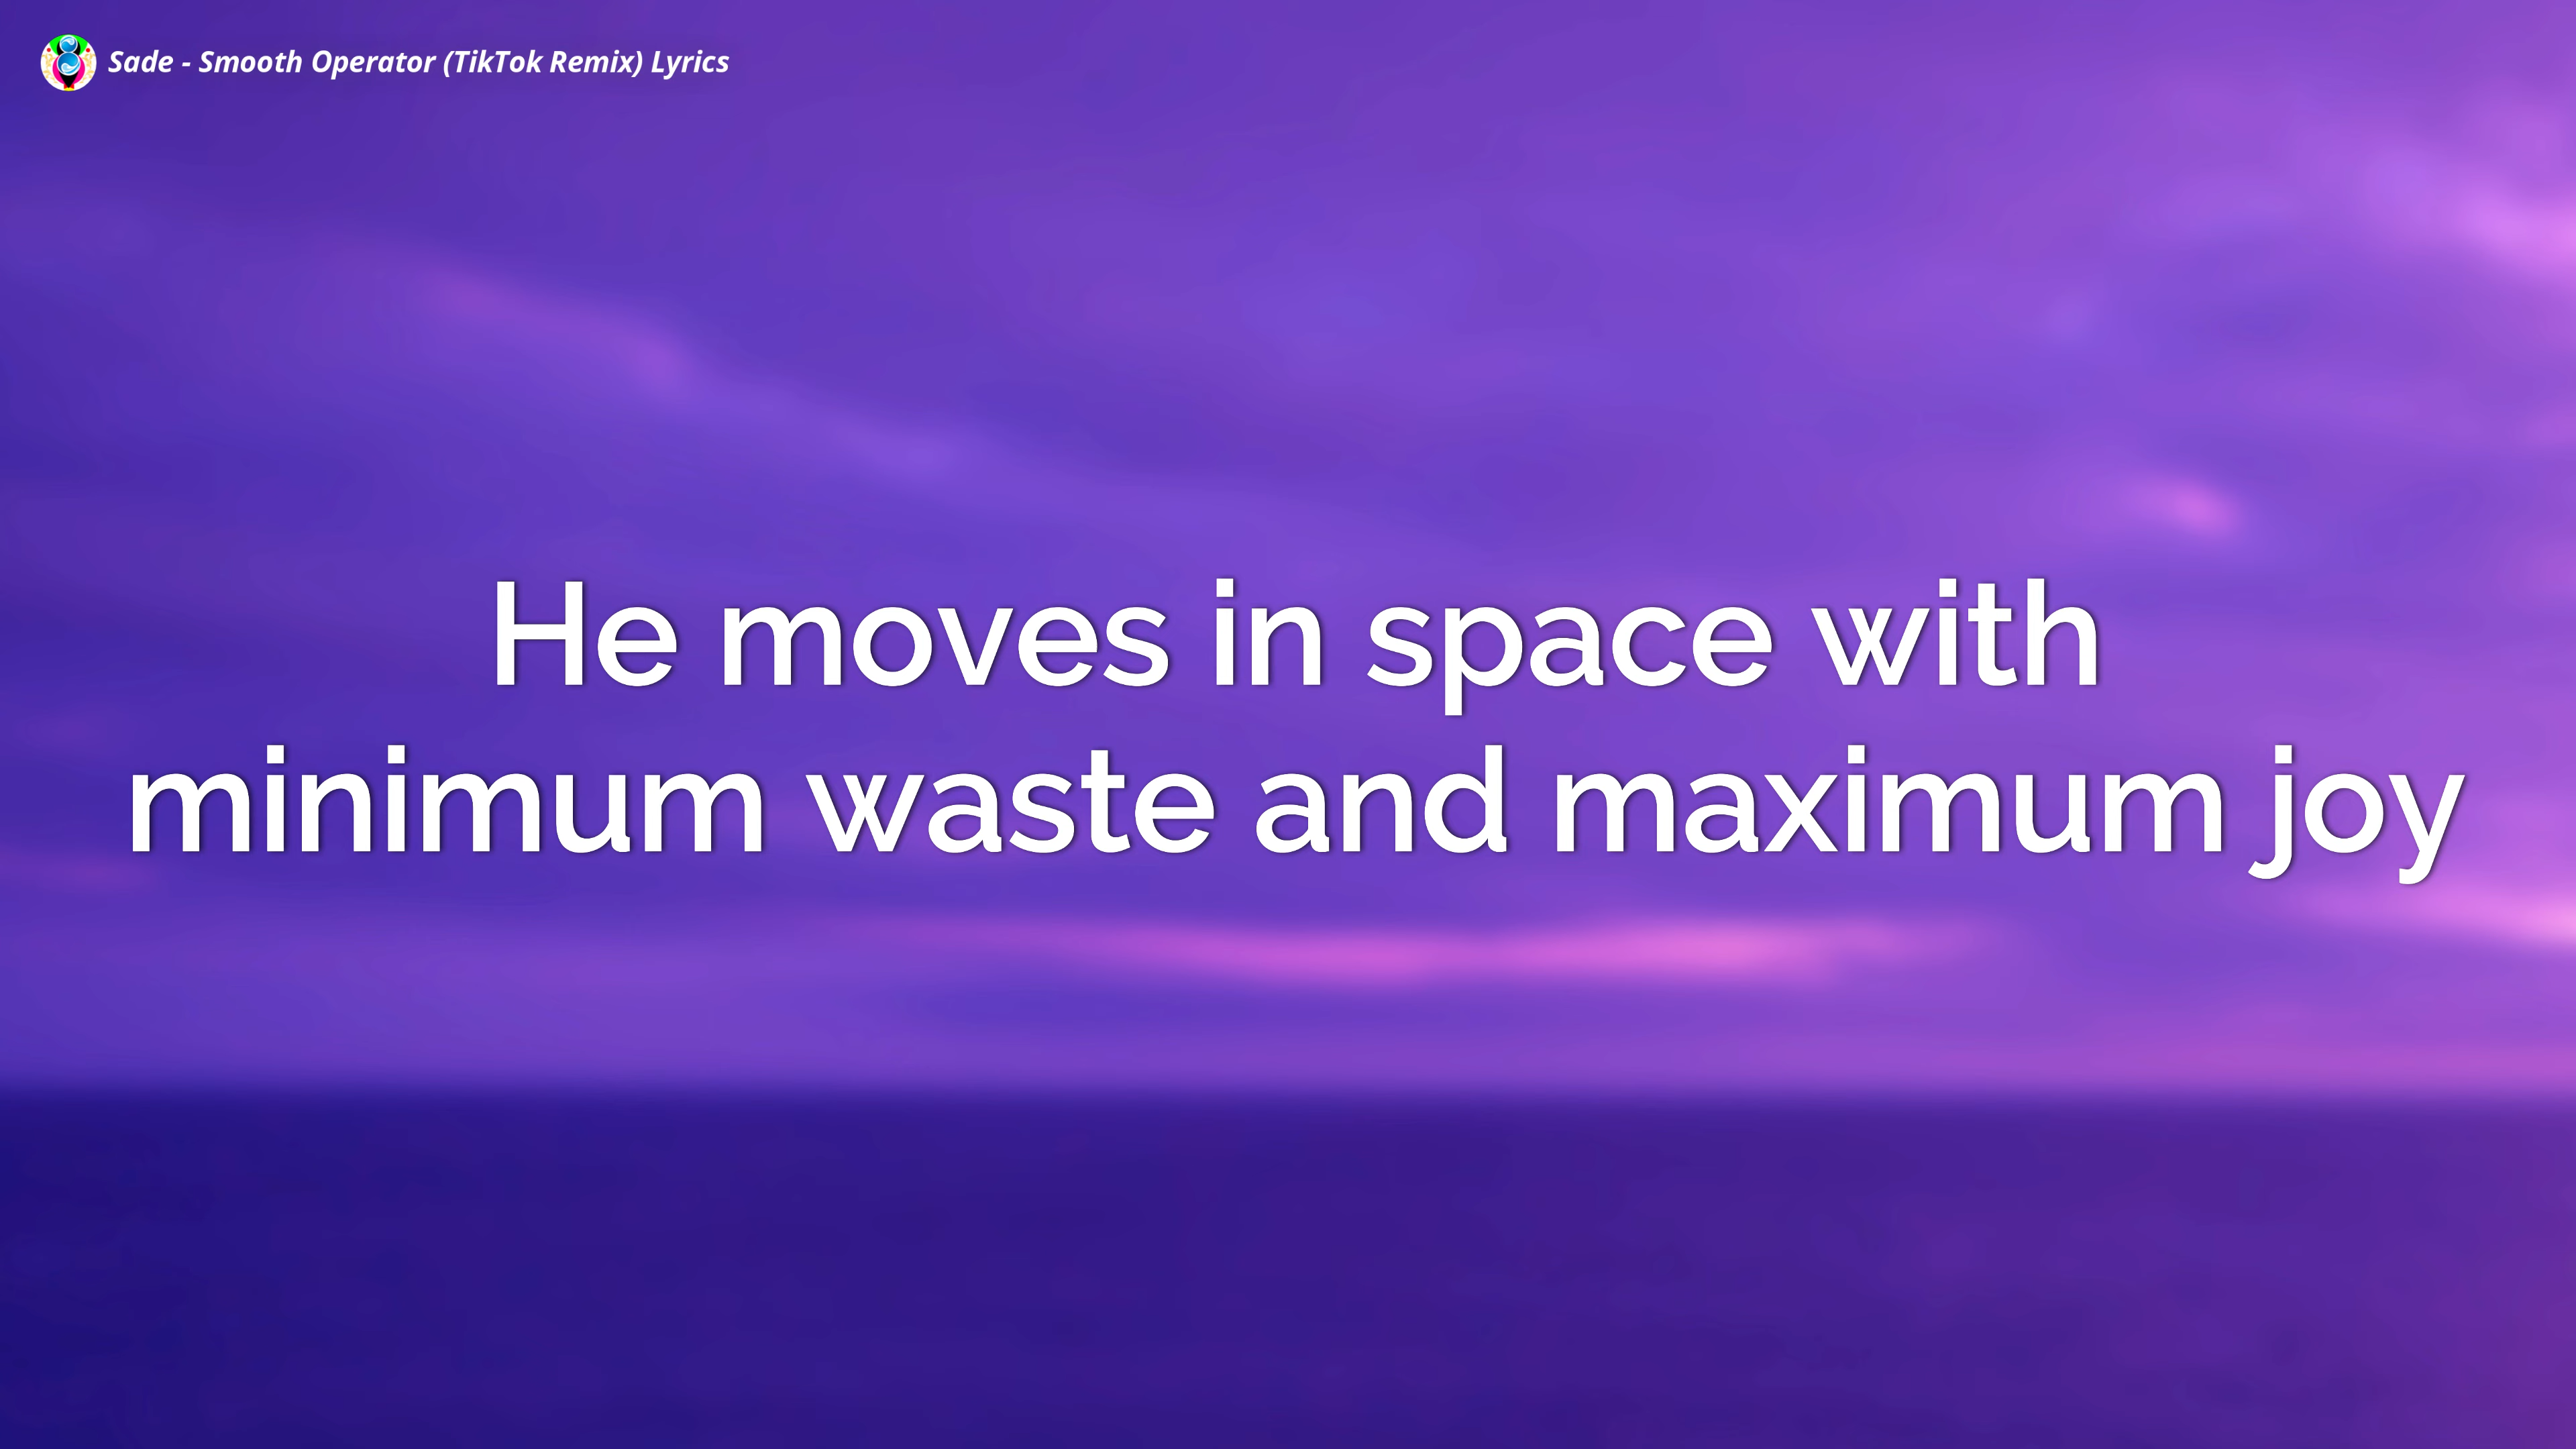 Sade - Smooth Operator (TikTok Remix) Lyrics
He moves in space with
minimum waste and maximum joy